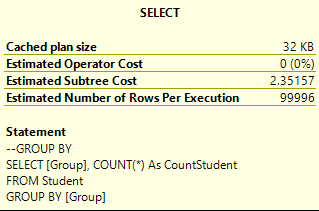 SELECT
Cached plan size 32 KB
Estimated Operator Cost 0 (0%)
Estimated Subtree Cost 2.35157
Estimated Number of Rows Per Execution 99996
Statement
--GROUP BY
SELECT [Group], COUNT(*) As CountStudent
FROM Student
GROUP BY [Group]